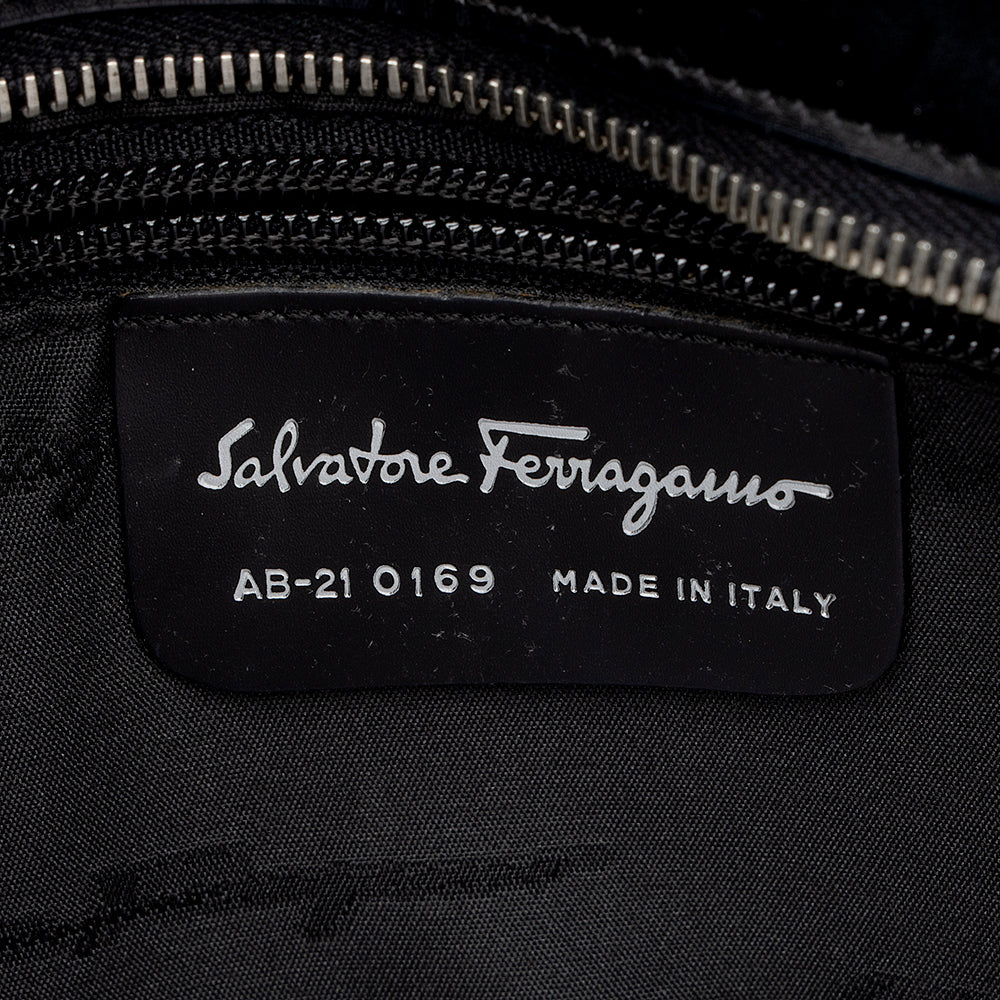 Salvatore Ferragamo
AB-21 0169 MADE IN ITALY